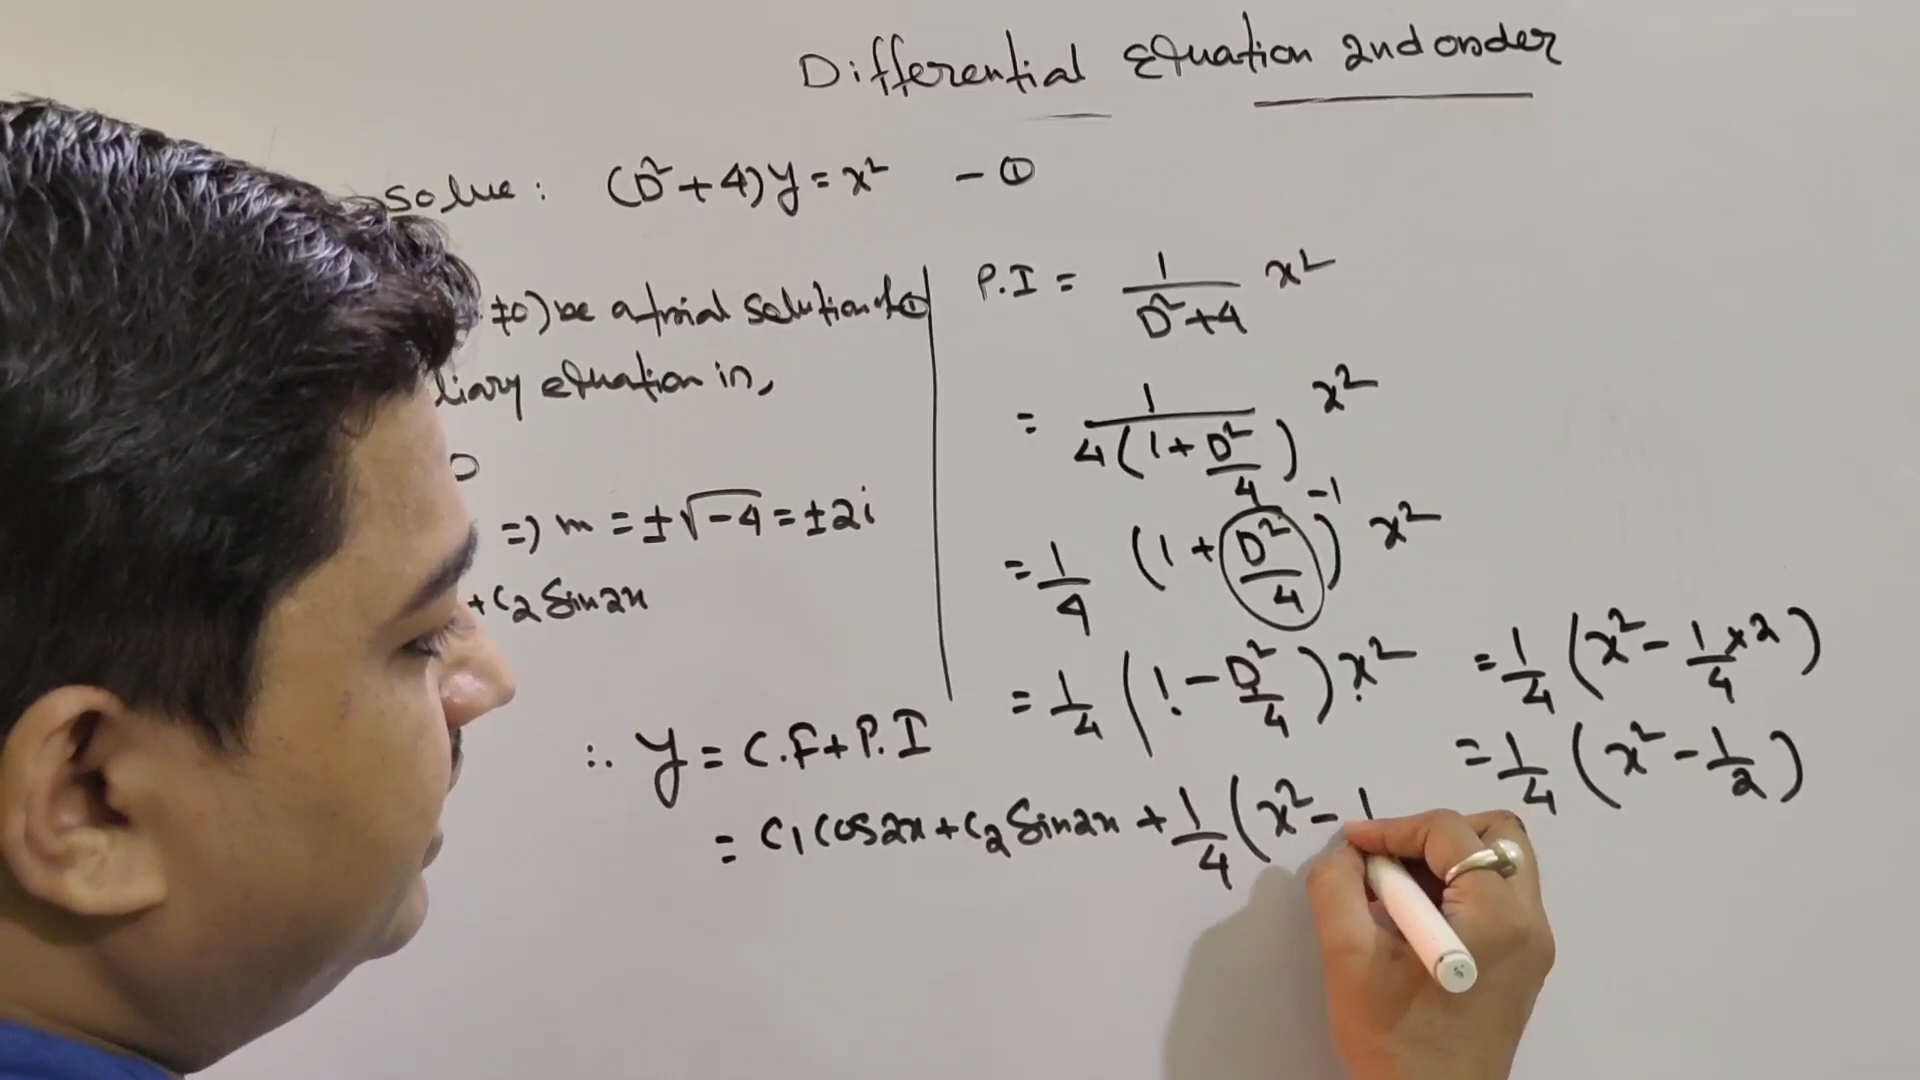 Differential Equation 2nd order
Solve: (D²+4)y = x² - ①
≠0) be a trial solution of ①
liary equation is,
0
=> m = ±√-4 = ±2i
+ C₂ Sin2x
P.I = 1/(D²+4) x²
= 1/(4(1+D²/4)) x²
= 1/4 (1+D²/4)⁻¹ x²
= 1/4 (1-D²/4) x²
= 1/4 (x² - 1/4 × 2)
= 1/4 (x² - 1/2)
∴ y = C.F + P.I
= C₁ Cos2x + C₂ Sin2x + 1/4 (x² - 1